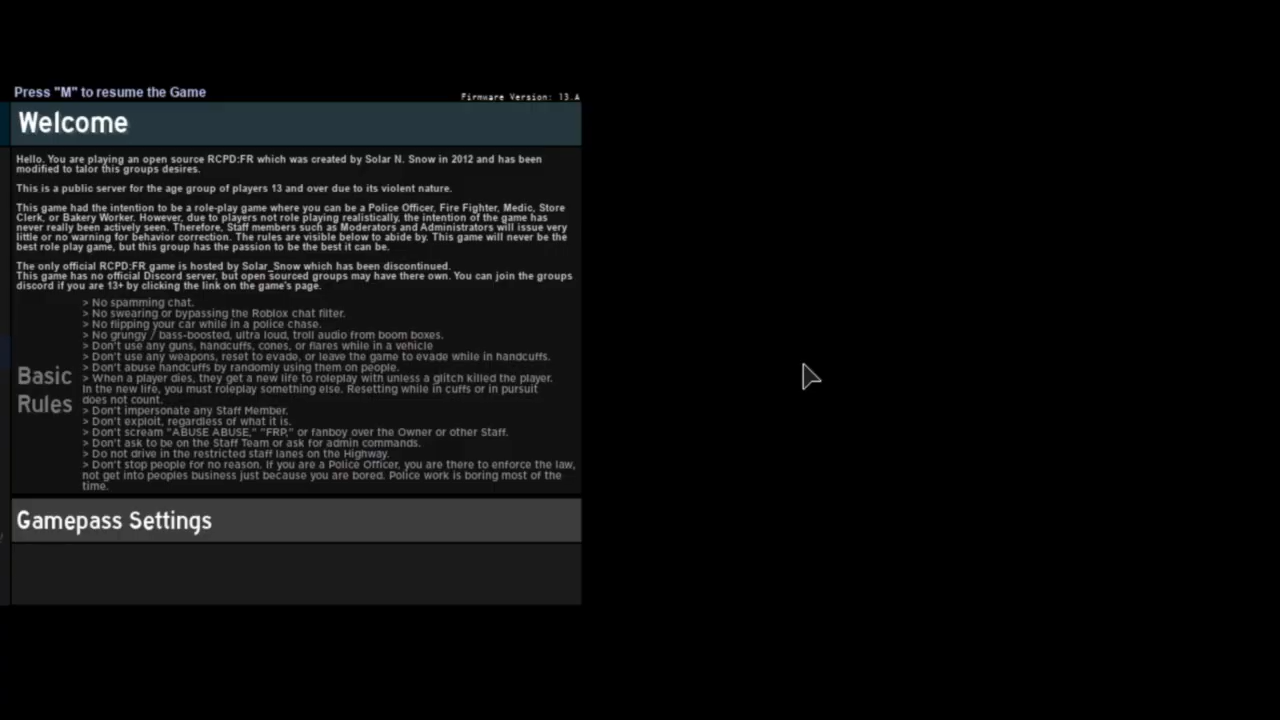 Press "M" to resume the Game
Firmware Version: 13.A
Welcome
Hello. You are playing an open source RCPD:FR which was created by Solar N. Snow in 2012 and has been
modified to talor this groups desires.
This is a public server for the age group of players 13 and over due to its violent nature.
This game had the intention to be a role-play game where you can be a Police Officer, Fire Fighter, Medic, Store
Clerk, or Bakery Worker. However, due to players not role playing realistically, the intention of the game has
never really been actively seen. Therefore, Staff members such as Moderators and Administrators will issue very
little or no warning for behavior correction. The rules are visible below to abide by. This game will never be the
best role play game, but this group has the passion to be the best it can be.
The only official RCPD:FR game is hosted by Solar_Snow which has been discontinued.
This game has no official Discord server, but open sourced groups may have there own. You can join the groups
discord if you are 13+ by clicking the link on the game's page.
Basic
Rules
> No spamming chat.
> No swearing or bypassing the Roblox chat filter.
> No flipping your car while in a police chase.
> No grungy / bass-boosted, ultra loud, troll audio from boom boxes.
> Don't use any guns, handcuffs, cones, or flares while in a vehicle
> Don't use any weapons, reset to evade, or leave the game to evade while in handcuffs.
> Don't abuse handcuffs by randomly using them on people.
> When a player dies, they get a new life to roleplay with unless a glitch killed the player.
In the new life, you must roleplay something else. Resetting while in cuffs or in pursuit
does not count.
> Don't impersonate any Staff Member.
> Don't exploit, regardless of what it is.
> Don't scream "ABUSE ABUSE," "FRP," or fanboy over the Owner or other Staff.
> Don't ask to be on the Staff Team or ask for admin commands.
> Do not drive in the restricted staff lanes on the Highway.
> Don't stop people for no reason. If you are a Police Officer, you are there to enforce the law,
not get into peoples business just because you are bored. Police work is boring most of the
time.
Gamepass Settings